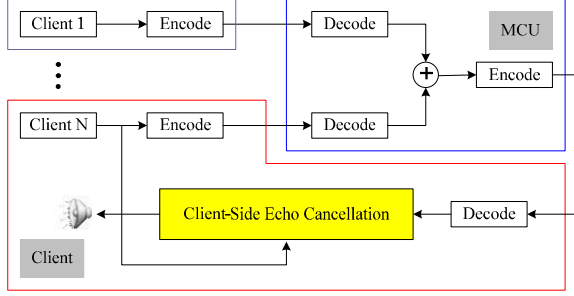 Client 1
Encode
Decode
MCU
+
Encode
Client N
Encode
Decode
Client-Side Echo Cancellation
Decode
Client